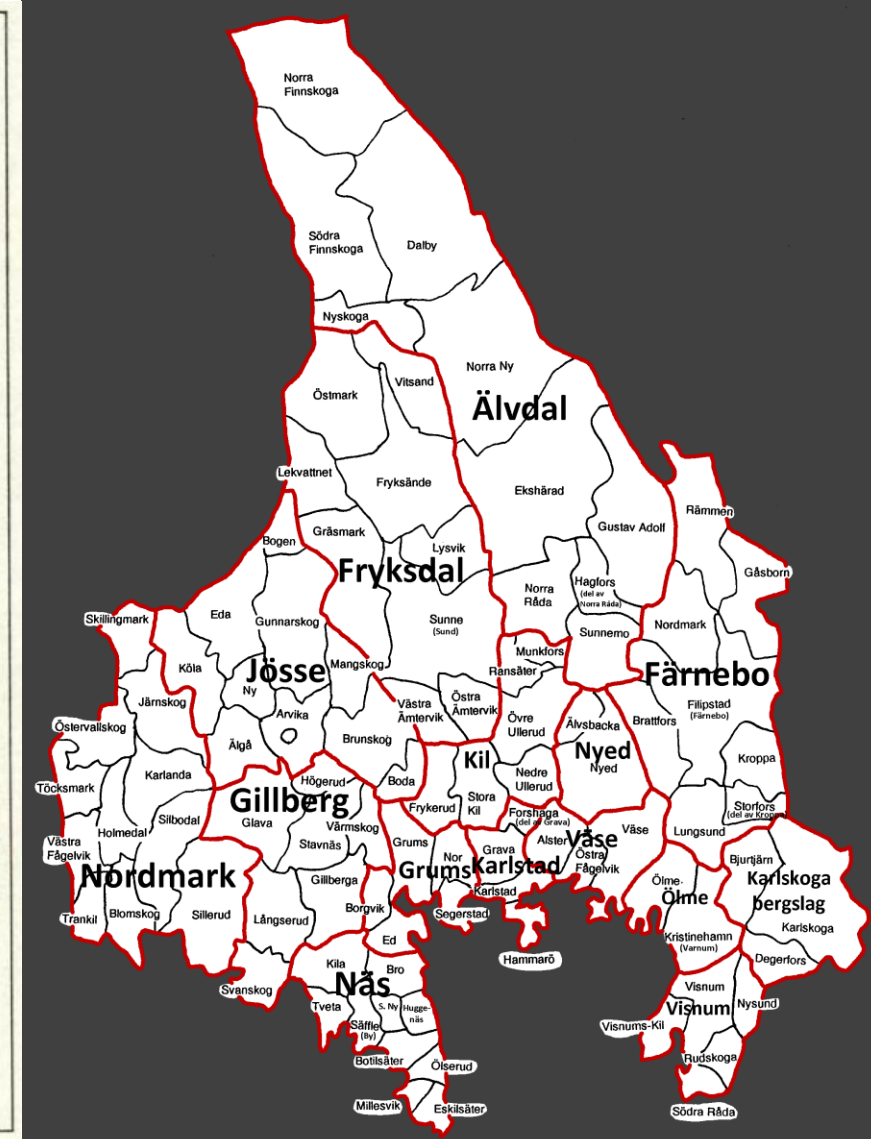 Norra
Finnskoga
Södra
Finnskoga
Dalby
Nyskoga
Norra Ny
Vitsand
Östmark
Älvdal
Lekvattnet
Fryksände
Ekshärad
Rämmen
Gustav Adolf
Gräsmark
Bogen
Lysvik
Fryksdal
Gåsborn
Hagfors
(del av
Norra Råda)
Norra
Råda
Skillingmark
Eda
Gunnarskog
Sunne
(Sund)
Sunnemo
Nordmark
Munkfors
Köla
Jösse
Mangskog
Ransäter
Färnebo
Ny
Järnskog
Västra
Ämtervik
Östra
Ämtervik
Filipstad
(Färnebo)
Arvika
Övre
Ullerud
Älvsbacka
Brattfors
Östervallskog
Älgå
Brunskog
Kil
Nyed
Nyed
Kroppa
Karlanda
Högerud
Boda
Nedre
Ullerud
Töcksmark
Gillberg
Stora
Kil
Frykerud
Storfors
(del av Kroppa)
Silbodal
Glava
Värmskog
Forshaga
(del av Grava)
Holmedal
Väse
Väse
Lungsund
Västra
Fågelvik
Stavnäs
Grums
Grava
Alster
Nor
Östra
Fågelvik
Bjurtjärn
Nordmark
Grums
Karlstad
Karlskoga
bergslag
Gillberga
Ölme
Ölme
Karlstad
Trankil
Blomskog
Sillerud
Långserud
Borgvik
Segerstad
Karlskoga
Ed
Kristinehamn
(Varnum)
Hammarö
Degerfors
Kila
Bro
Näs
Svanskog
Visnum
Nysund
Tveta
S. Ny
Hugge-
näs
Visnum
Säffle
(By)
Visnums-Kil
Botilsäter
Ölserud
Rudskoga
Millesvik
Eskilsäter
Södra Råda